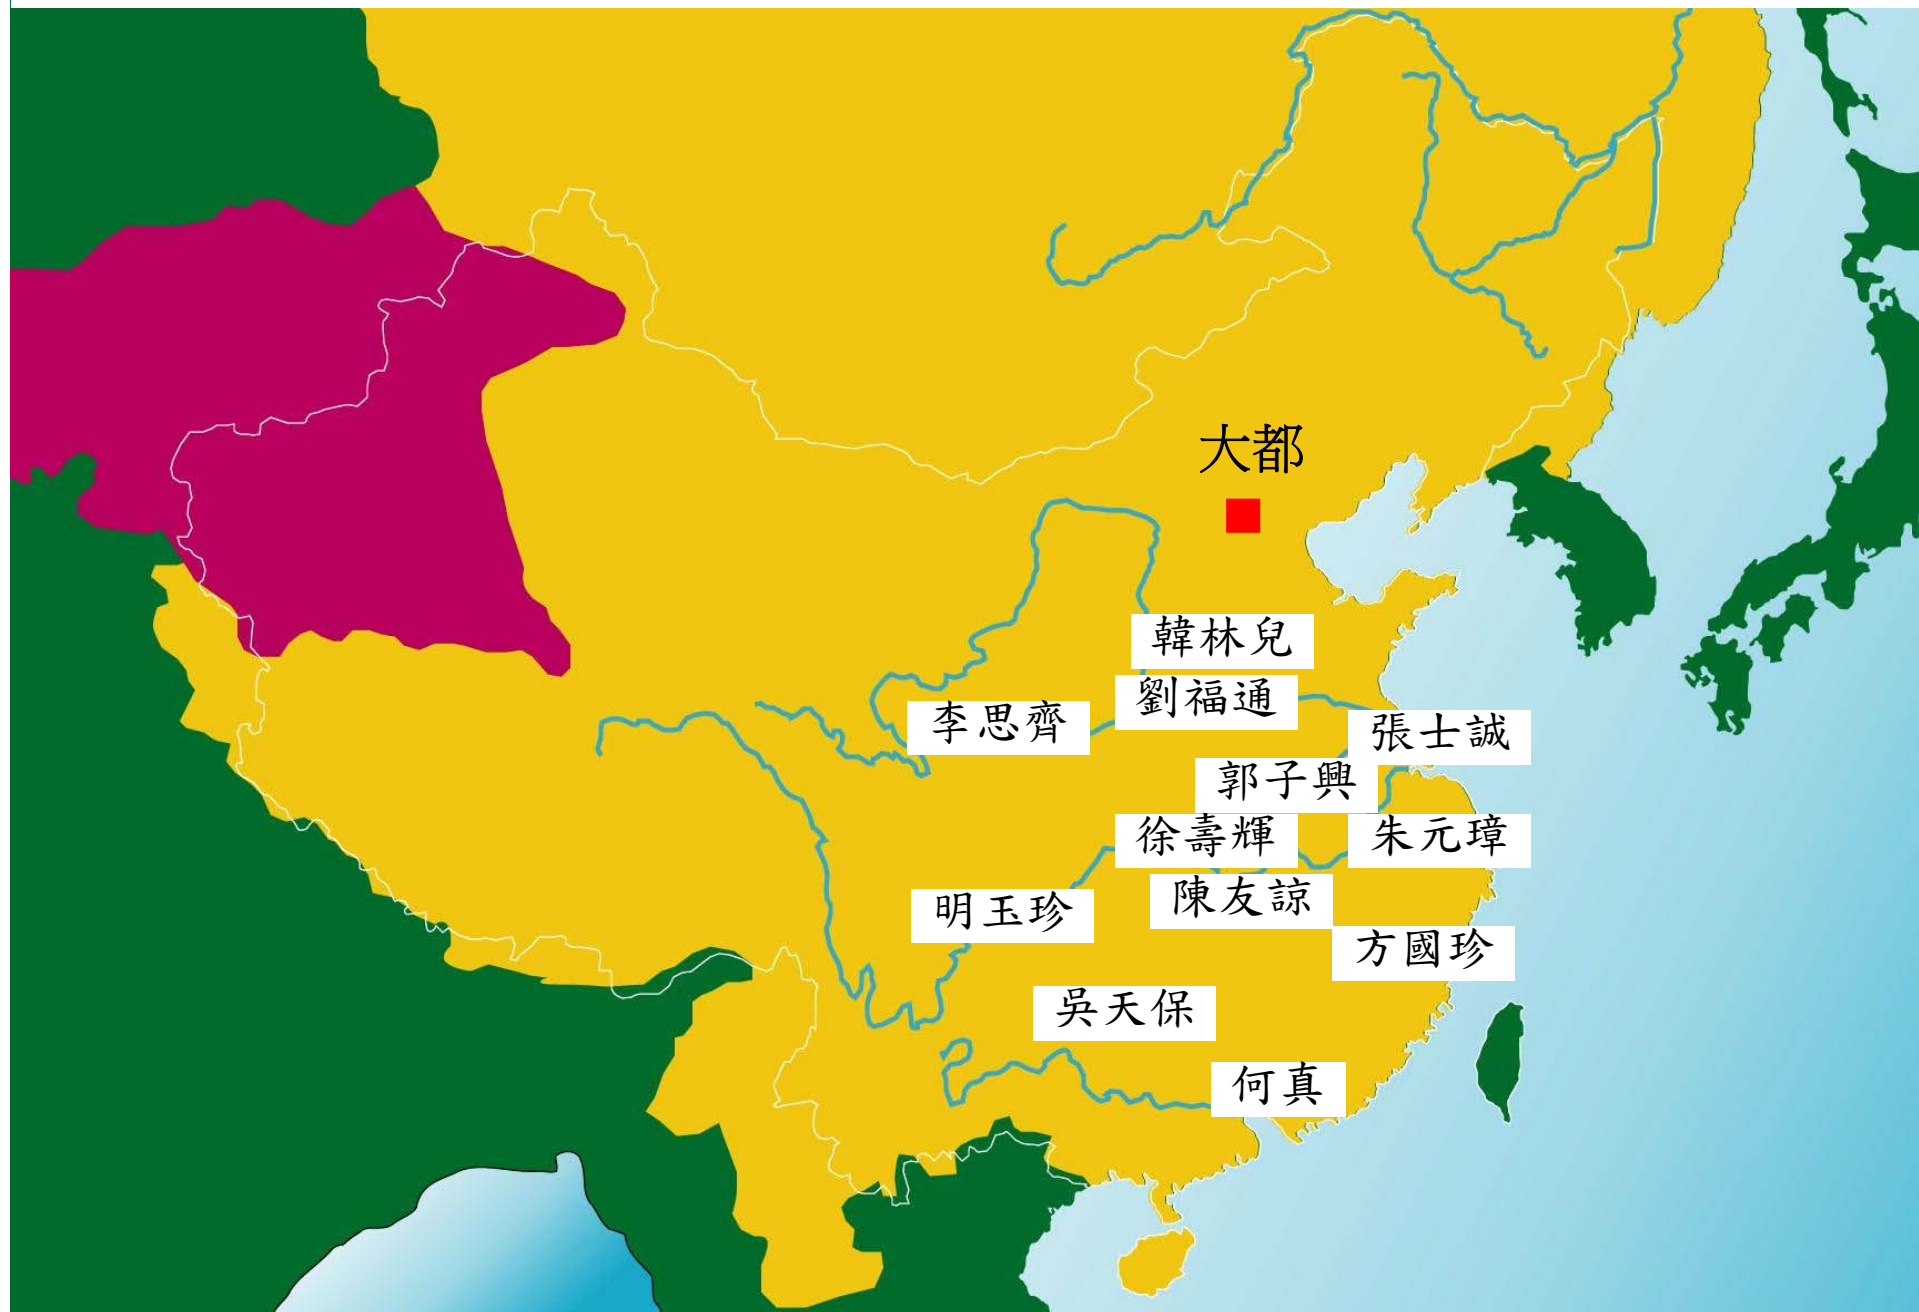 大都
韓林兒
劉福通
李思齊
張士誠
郭子興
徐壽輝
朱元璋
陳友諒
明玉珍
方國珍
吳天保
何真